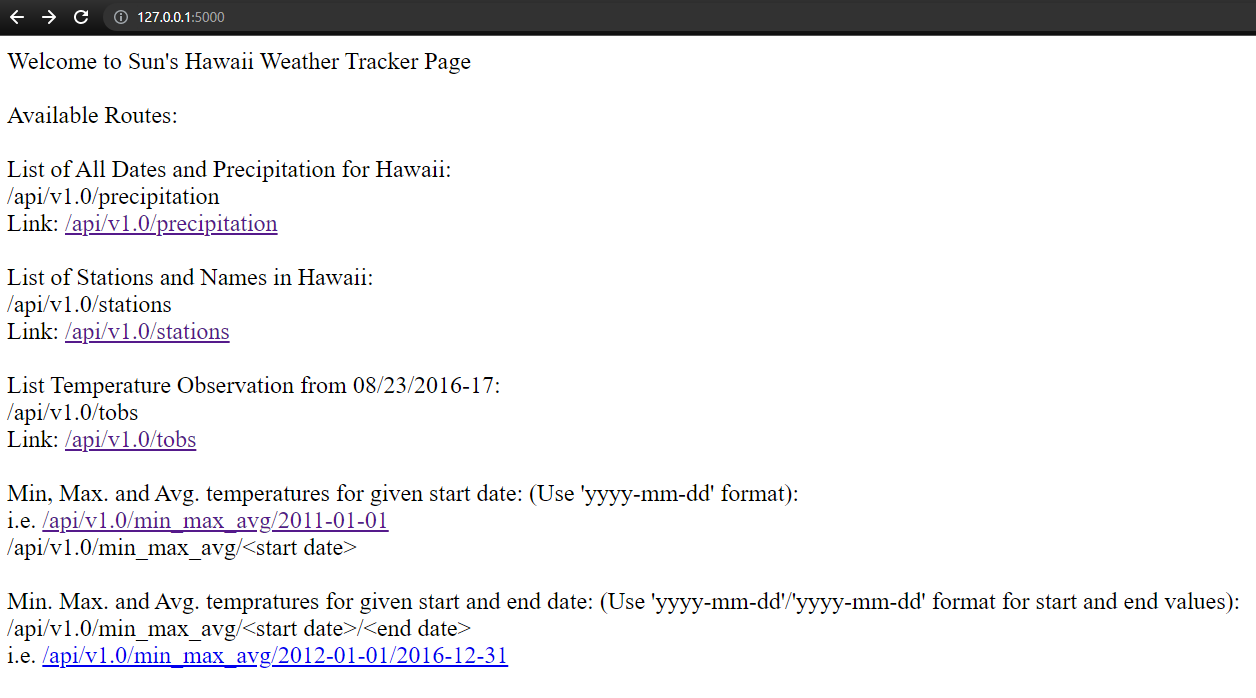 127.0.0.1:5000
Welcome to Sun's Hawaii Weather Tracker Page
Available Routes:
List of All Dates and Precipitation for Hawaii:
/api/v1.0/precipitation
Link: /api/v1.0/precipitation
List of Stations and Names in Hawaii:
/api/v1.0/stations
Link: /api/v1.0/stations
List Temperature Observation from 08/23/2016-17:
/api/v1.0/tobs
Link: /api/v1.0/tobs
Min, Max. and Avg. temperatures for given start date: (Use 'yyyy-mm-dd' format):
i.e. /api/v1.0/min_max_avg/2011-01-01
/api/v1.0/min_max_avg/<start date>
Min. Max. and Avg. tempratures for given start and end date: (Use 'yyyy-mm-dd'/'yyyy-mm-dd' format for start and end values):
/api/v1.0/min_max_avg/<start date>/<end date>
i.e. /api/v1.0/min_max_avg/2012-01-01/2016-12-31